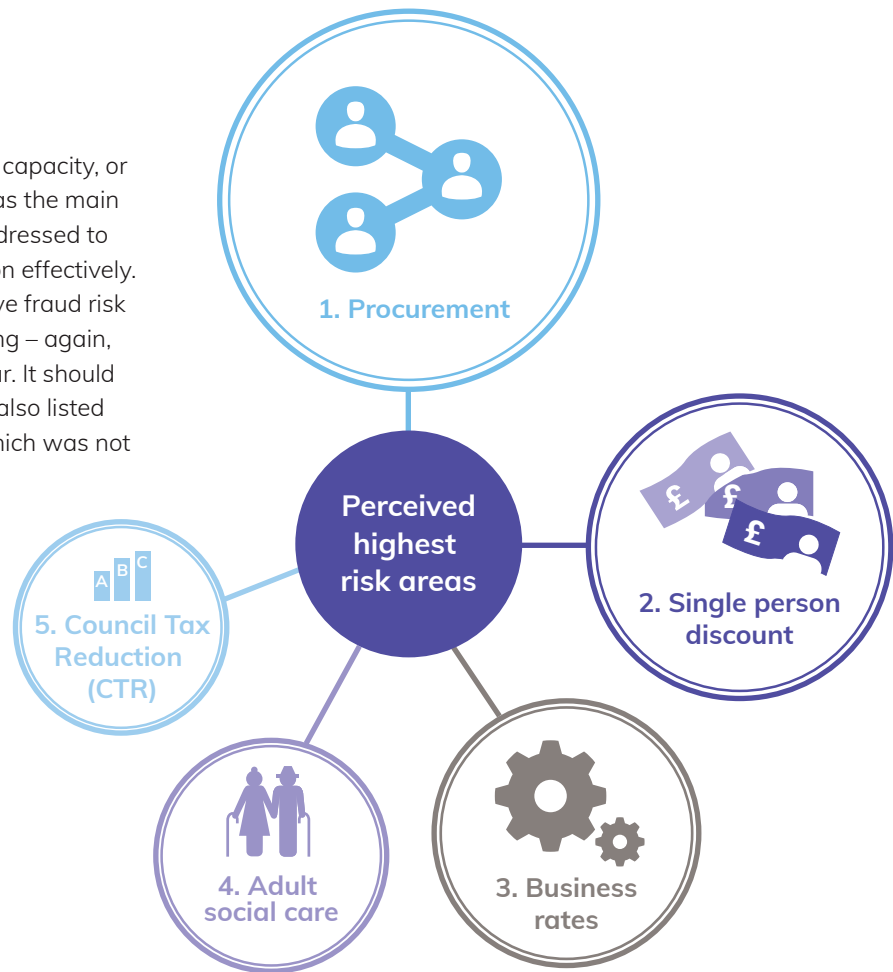 capacity, or
as the main
dressed to
on effectively.
ve fraud risk
ng – again,
ar. It should
also listed
hich was not
1. Procurement
Perceived
highest
risk areas
£
£
£
2. Single person
discount
3. Business
rates
4. Adult
social care
A
B
C
5. Council Tax
Reduction
(CTR)